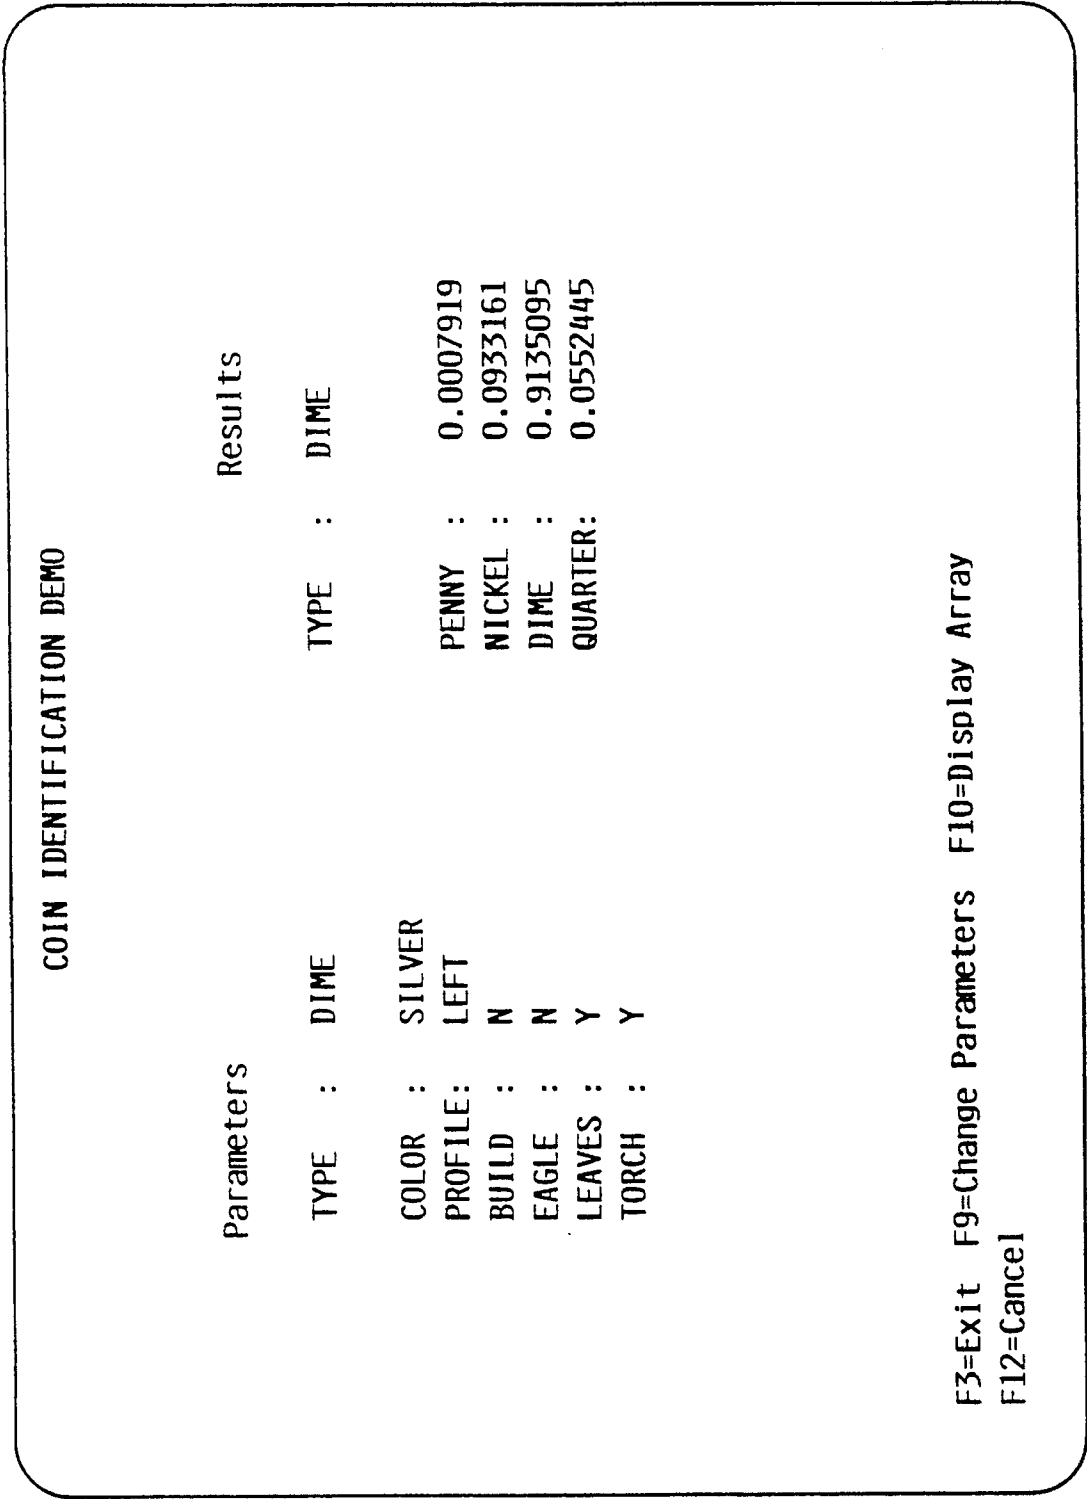 COIN IDENTIFICATION DEMO
Parameters Results
TYPE : DIME TYPE : DIME
COLOR : SILVER
PROFILE: LEFT PENNY : 0.0007919
BUILD : N NICKEL : 0.0933161
EAGLE : N DIME : 0.9135095
LEAVES : Y QUARTER: 0.0552445
TORCH : Y
F3=Exit F9=Change Parameters F10=Display Array
F12=Cancel